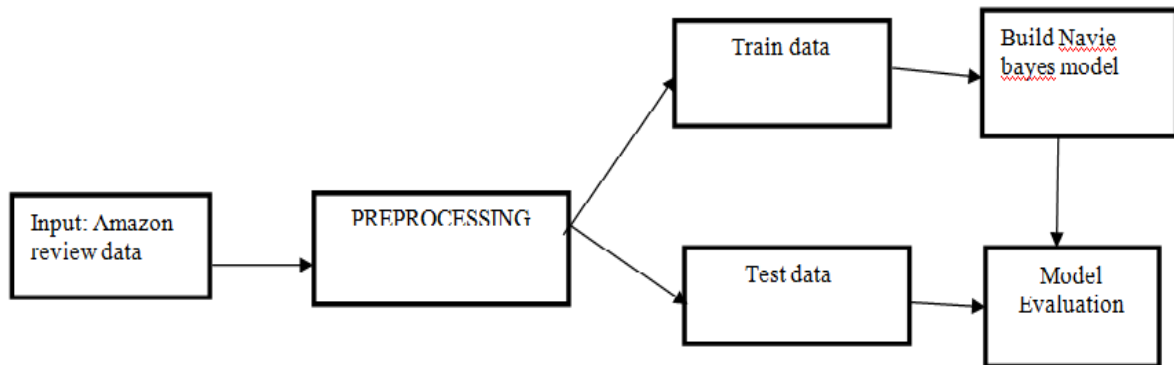 Input: Amazon
review data
PREPROCESSING
Train data
Test data
Build Navie
bayes model
Model
Evaluation